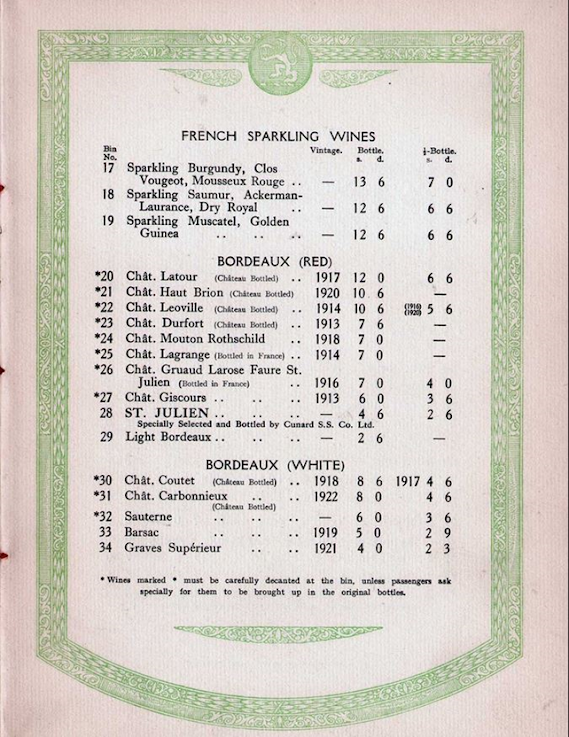 FRENCH SPARKLING WINES
Bin No. Vintage. Bottle. s. d. ½-Bottle. s. d.
17 Sparkling Burgundy, Clos
Vougeot, Mousseux Rouge .. — 13 6 7 0
18 Sparkling Saumur, Ackerman-
Laurance, Dry Royal .. — 12 6 6 6
19 Sparkling Muscatel, Golden
Guinea .. .. .. — 12 6 6 6
BORDEAUX (RED)
*20 Chât. Latour (Château Bottled) .. 1917 12 0 6 6
*21 Chât. Haut Brion (Château Bottled) 1920 10 6 —
*22 Chât. Leoville (Château Bottled) .. 1914 10 6 (1916) (1920) 5 6
*23 Chât. Durfort (Château Bottled) .. 1913 7 6 —
*24 Chât. Mouton Rothschild .. 1918 7 0 —
*25 Chât. Lagrange (Bottled in France) .. 1914 7 0 —
*26 Chât. Gruaud Larose Faure St.
Julien (Bottled in France) 1916 7 0 4 0
*27 Chât. Giscours .. .. .. 1913 6 0 3 6
28 ST. JULIEN .. .. .. — 4 6 2 6
Specially Selected and Bottled by Cunard S.S. Co. Ltd.
29 Light Bordeaux .. .. .. — 2 6 —
BORDEAUX (WHITE)
*30 Chât. Coutet (Château Bottled) .. 1918 8 6 1917 4 6
*31 Chât. Carbonnieux .. .. 1922 8 0 4 6
(Château Bottled)
*32 Sauterne .. .. .. — 6 0 3 6
33 Barsac .. .. .. 1919 5 0 2 9
34 Graves Supérieur .. .. 1921 4 0 2 3
* Wines marked * must be carefully decanted at the bin, unless passengers ask
specially for them to be brought up in the original bottles.